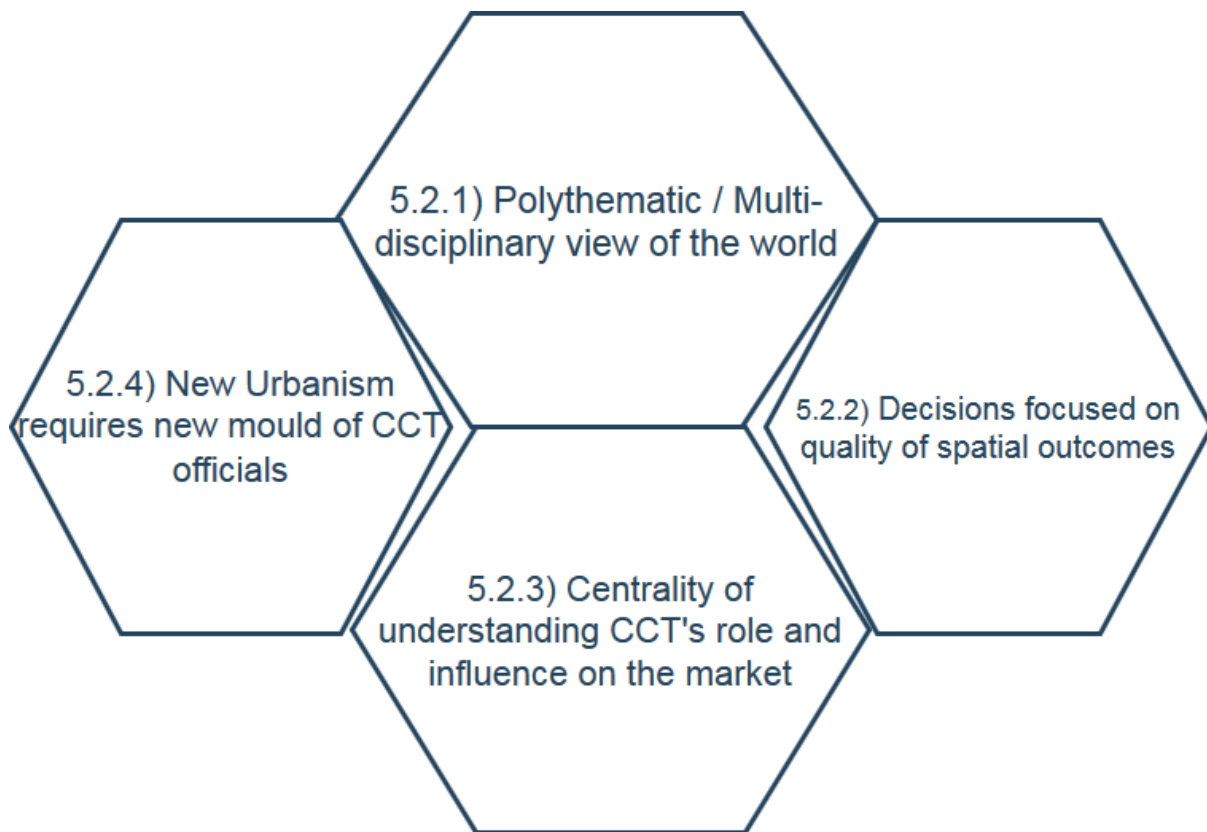 5.2.1) Polythematic / Multi-
disciplinary view of the world
5.2.4) New Urbanism
requires new mould of CCT
officials
5.2.2) Decisions focused on
quality of spatial outcomes
5.2.3) Centrality of
understanding CCT's role and
influence on the market